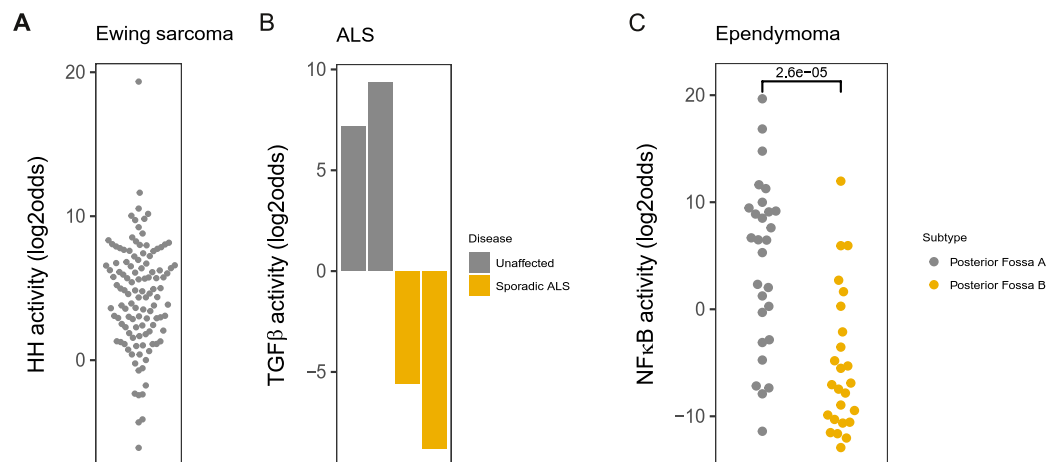 A
Ewing sarcoma
HH activity (log2odds)
20
10
0
B
ALS
TGFβ activity (log2odds)
10
5
0
−5
Disease
Unaffected
Sporadic ALS
C
Ependymoma
NFκB activity (log2odds)
20
10
0
−10
2.6e−05
Subtype
Posterior Fossa A
Posterior Fossa B